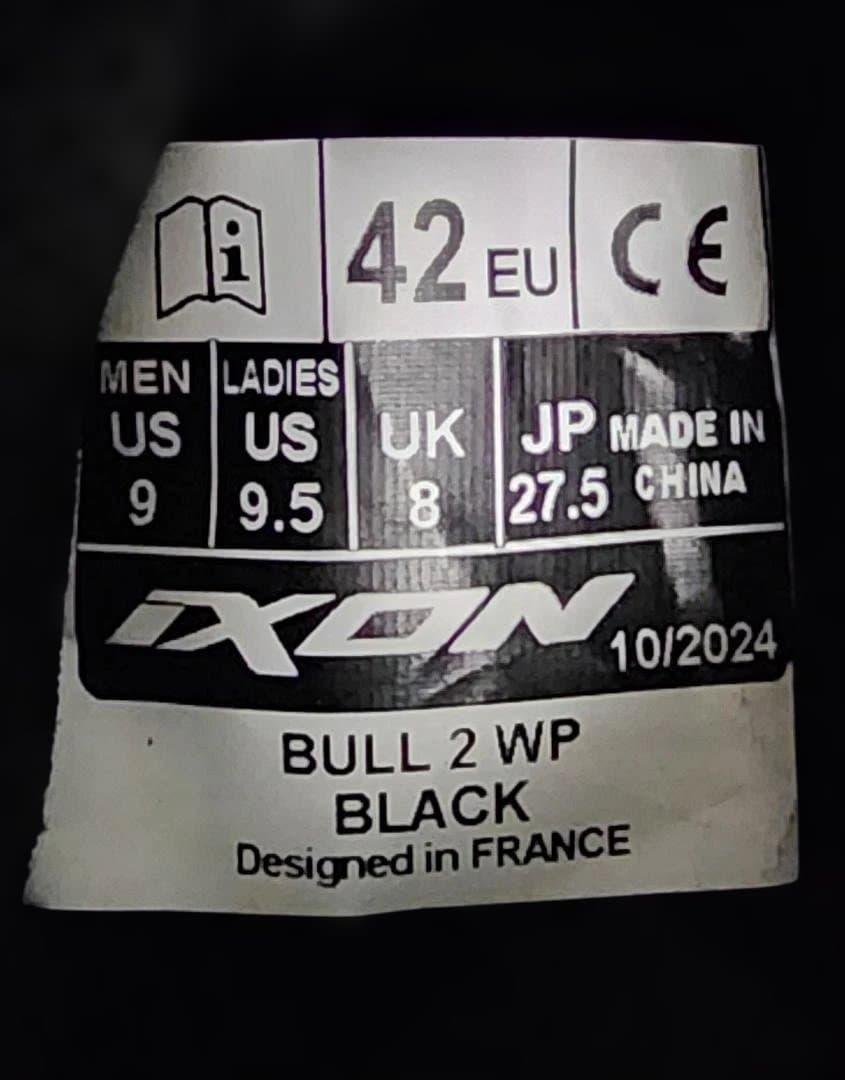 i
42 EU
CE
MEN US 9
LADIES US 9.5
UK 8
JP 27.5
MADE IN CHINA
iXON
10/2024
BULL 2 WP
BLACK
Designed in FRANCE